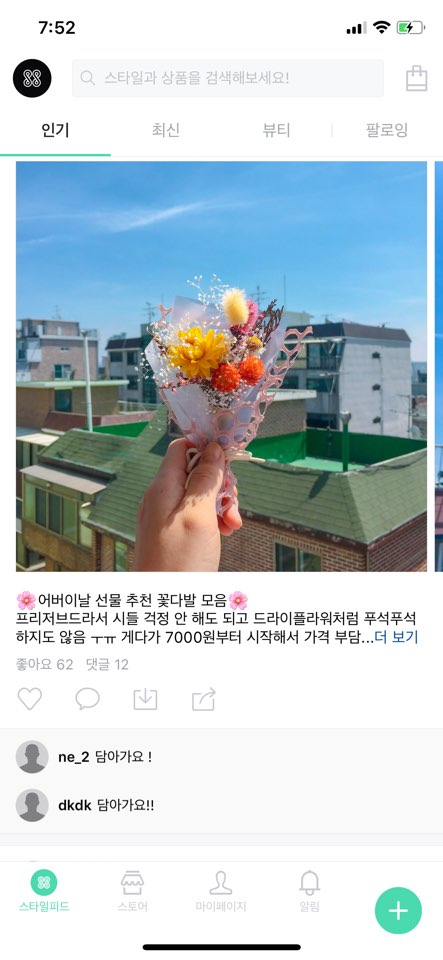 7:52
스타일과 상품을 검색해보세요!
인기
최신
뷰티
팔로잉
🌸어버이날 선물 추천 꽃다발 모음🌸
프리저브드라서 시들 걱정 안 해도 되고 드라이플라워처럼 푸석푸석
하지도 않음 ㅜㅠ 게다가 7000원부터 시작해서 가격 부담...더 보기
좋아요 62 댓글 12
ne_2 담아가요 !
dkdk 담아가요!!
스타일피드
스토어
마이페이지
알림